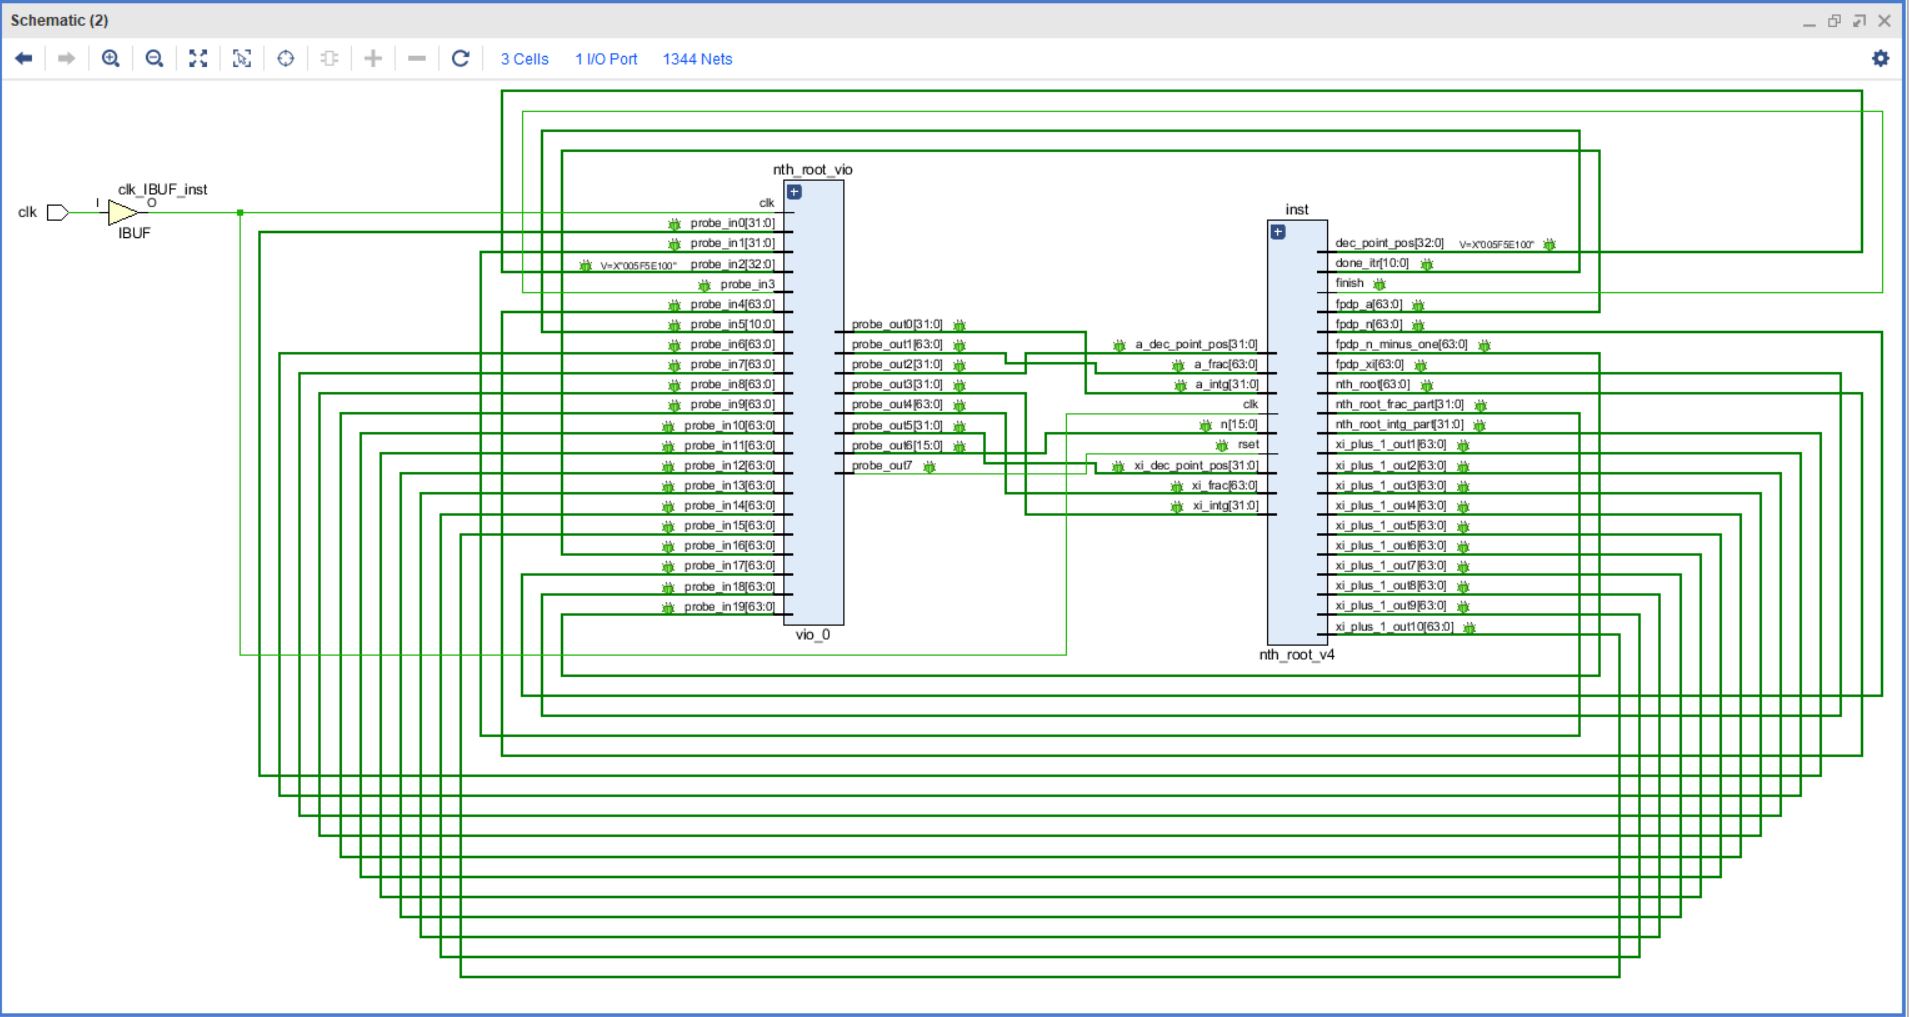 Schematic (2)
3 Cells 1 I/O Port 1344 Nets
nth_root_vio
clk_IBUF_inst
clk
I
O
IBUF
clk
probe_in0[31:0]
probe_in1[31:0]
V=X"005F5E100" probe_in2[32:0]
probe_in3
probe_in4[63:0]
probe_in5[10:0]
probe_in6[63:0]
probe_in7[63:0]
probe_in8[63:0]
probe_in9[63:0]
probe_in10[63:0]
probe_in11[63:0]
probe_in12[63:0]
probe_in13[63:0]
probe_in14[63:0]
probe_in15[63:0]
probe_in16[63:0]
probe_in17[63:0]
probe_in18[63:0]
probe_in19[63:0]
probe_out0[31:0]
probe_out1[63:0]
probe_out2[31:0]
probe_out3[31:0]
probe_out4[63:0]
probe_out5[31:0]
probe_out6[15:0]
probe_out7
vio_0
inst
a_dec_point_pos[31:0]
a_frac[63:0]
a_intg[31:0]
clk
n[15:0]
rset
xi_dec_point_pos[31:0]
xi_frac[63:0]
xi_intg[31:0]
dec_point_pos[32:0] V=X"005F5E100"
done_itr[10:0]
finish
fpdp_a[63:0]
fpdp_n[63:0]
fpdp_n_minus_one[63:0]
fpdp_xi[63:0]
nth_root[63:0]
nth_root_frac_part[31:0]
nth_root_intg_part[31:0]
xi_plus_1_out1[63:0]
xi_plus_1_out2[63:0]
xi_plus_1_out3[63:0]
xi_plus_1_out4[63:0]
xi_plus_1_out5[63:0]
xi_plus_1_out6[63:0]
xi_plus_1_out7[63:0]
xi_plus_1_out8[63:0]
xi_plus_1_out9[63:0]
xi_plus_1_out10[63:0]
nth_root_v4